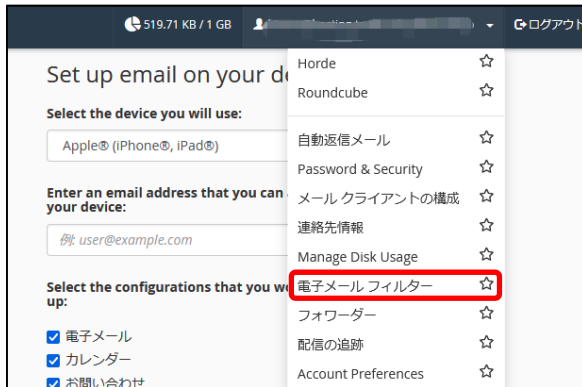 519.71 KB / 1 GB
ログアウト
Set up email on your de
Select the device you will use:
Apple® (iPhone®, iPad®)
Enter an email address that you can
your device:
例: user@example.com
Select the configurations that you wo
up:
電子メール
カレンダー
お問い合わせ
Horde
Roundcube
自動返信メール
Password & Security
メール クライアントの構成
連絡先情報
Manage Disk Usage
電子メール フィルター
フォワーダー
配信の追跡
Account Preferences